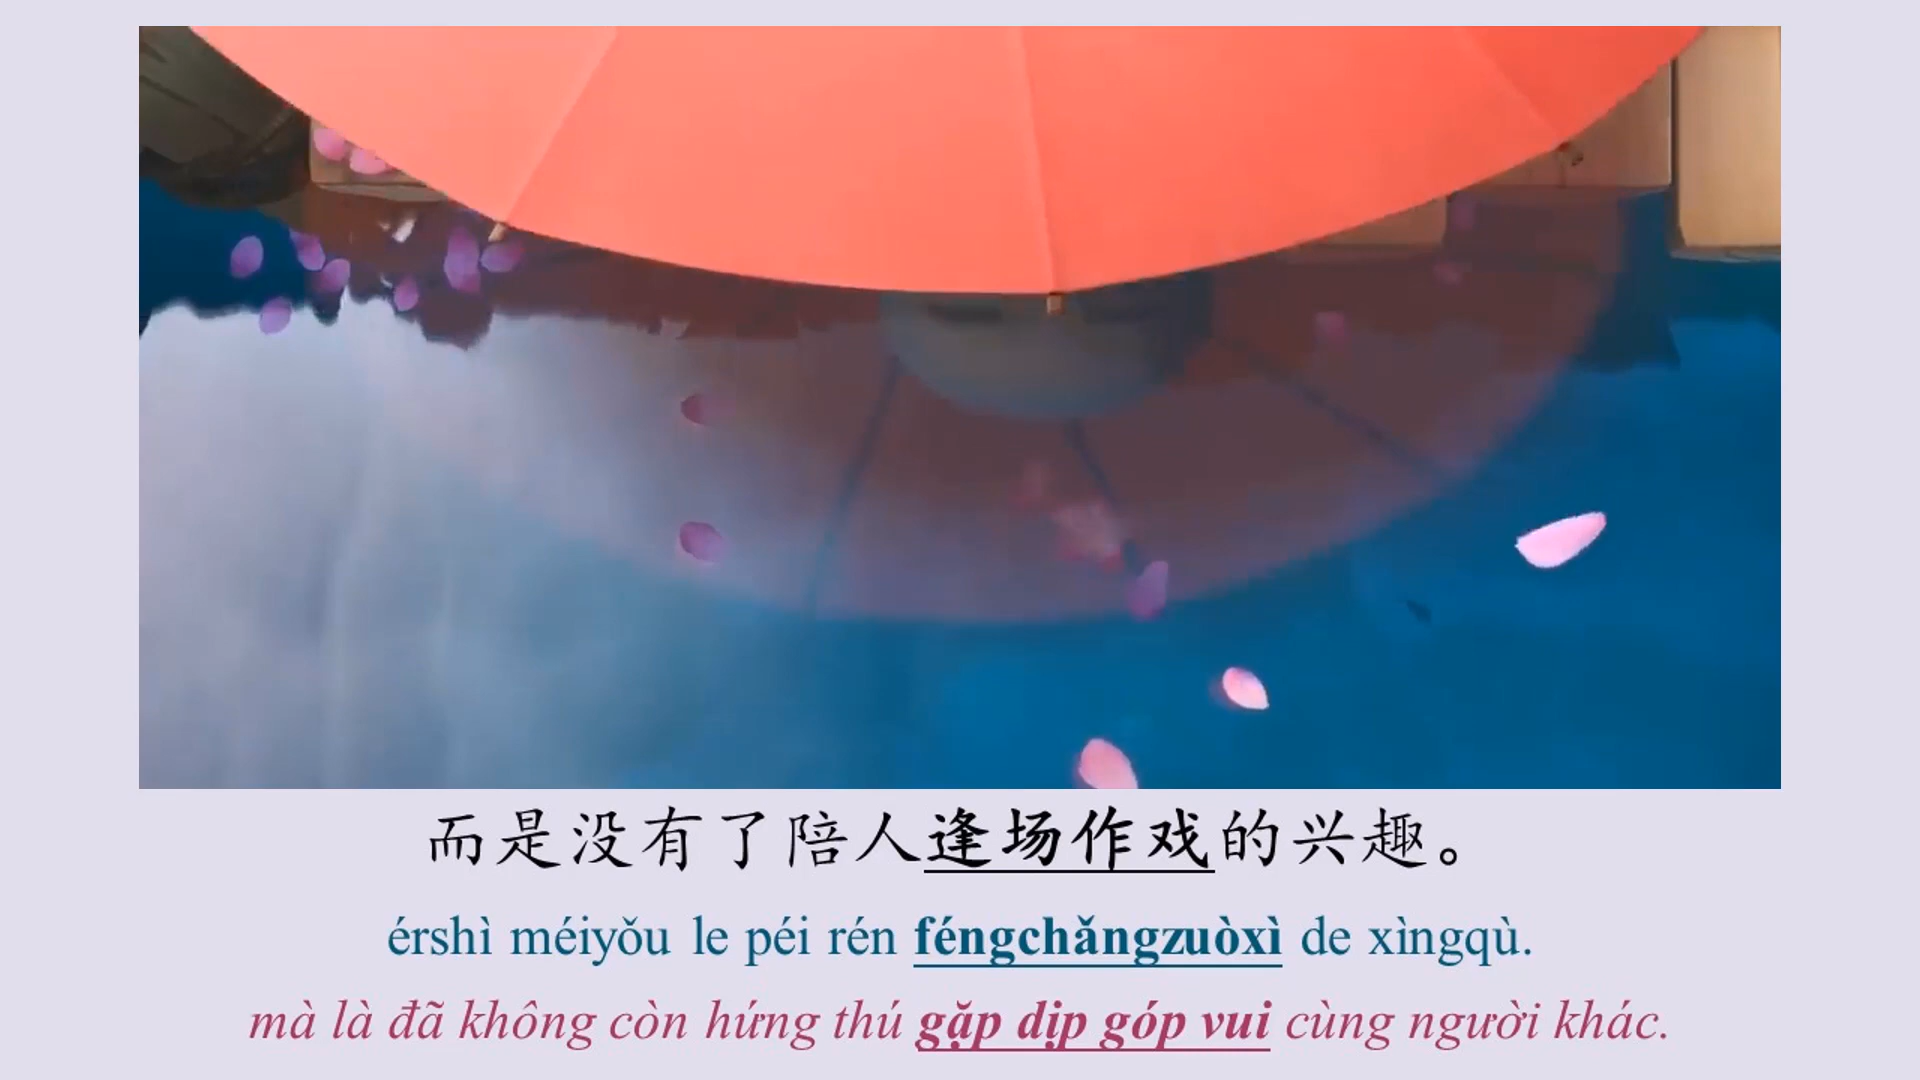 而是没有了陪人逢场作戏的兴趣。
érshì méiyǒu le péi rén féngchǎngzuòxì de xìngqù.
mà là đã không còn hứng thú gặp dịp góp vui cùng người khác.